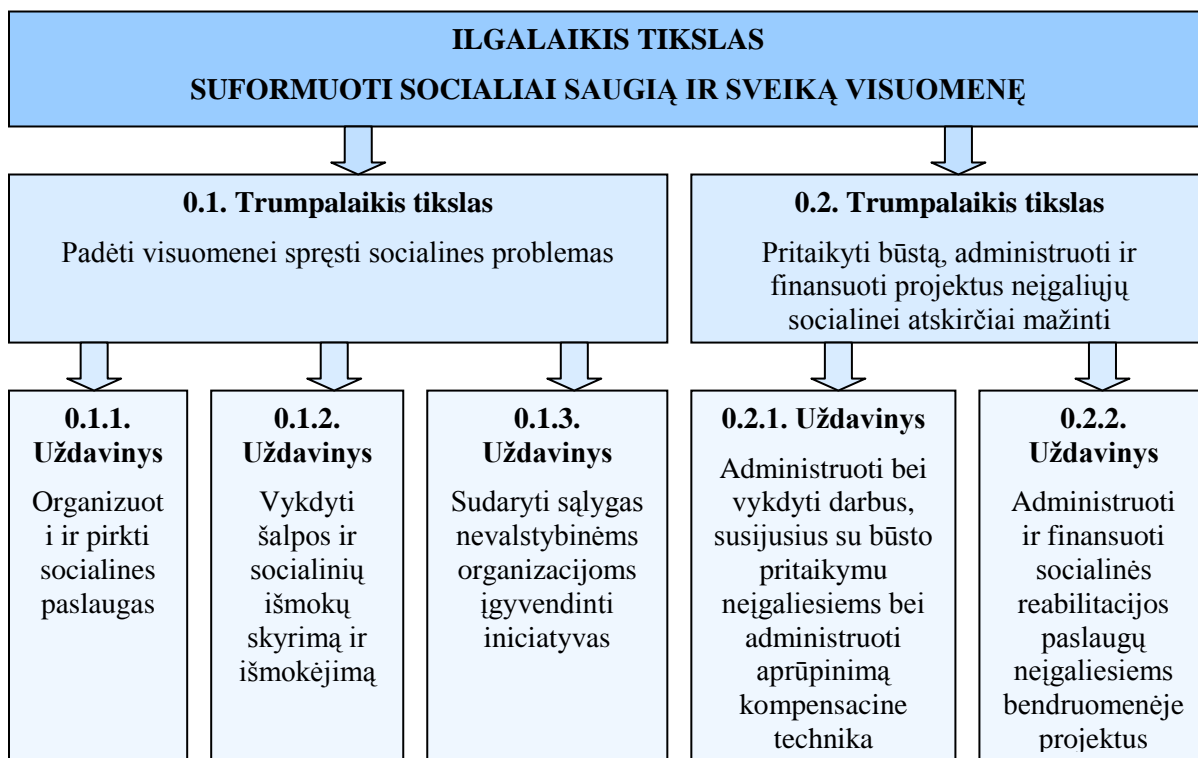 ILGALAIKIS TIKSLAS
SUFORMUOTI SOCIALIAI SAUGIĄ IR SVEIKĄ VISUOMENĘ
0.1. Trumpalaikis tikslas
Padėti visuomenei spręsti socialines problemas
0.2. Trumpalaikis tikslas
Pritaikyti būstą, administruoti ir
finansuoti projektus neįgaliųjų
socialinei atskirčiai mažinti
0.1.1.
Uždavinys
Organizuot
i ir pirkti
socialines
paslaugas
0.1.2.
Uždavinys
Vykdyti
šalpos ir
socialinių
išmokų
skyrimą ir
išmokėjimą
0.1.3.
Uždavinys
Sudaryti sąlygas
nevalstybinėms
organizacijoms
įgyvendinti
iniciatyvas
0.2.1. Uždavinys
Administruoti bei
vykdyti darbus,
susijusius su būsto
pritaikymu
neįgaliesiems bei
administruoti
aprūpinimą
kompensacine
technika
0.2.2.
Uždavinys
Administruoti
ir finansuoti
socialinės
reabilitacijos
paslaugų
neįgaliesiems
bendruomenėje
projektus